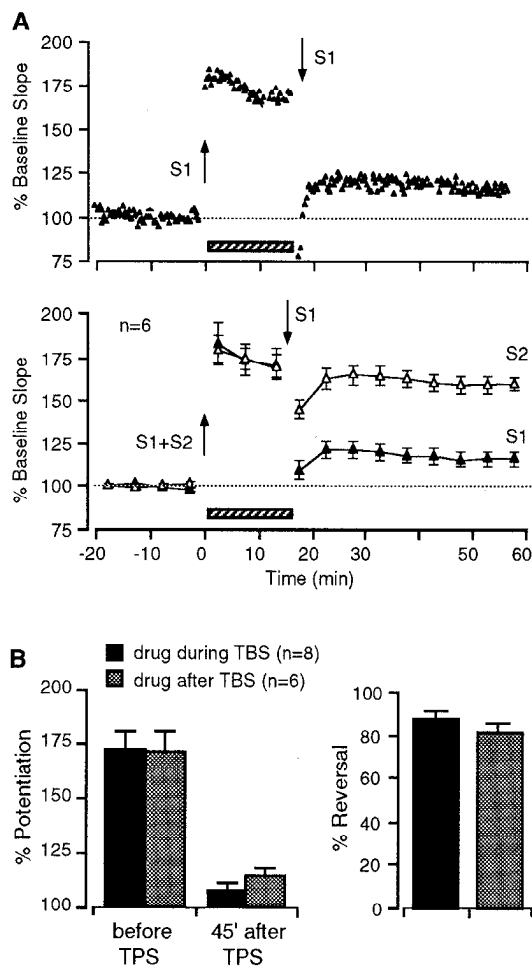 A
% Baseline Slope
200
175
150
125
100
75
S1
S1
% Baseline Slope
200
175
150
125
100
75
n=6
S1
S2
S1+S2
S1
-20 -10 0 10 20 30 40 50 60
Time (min)
B
drug during TBS (n=8)
drug after TBS (n=6)
% Potentiation
200
175
150
125
100
before TPS
45' after TPS
% Reversal
100
80
60
40
20
0